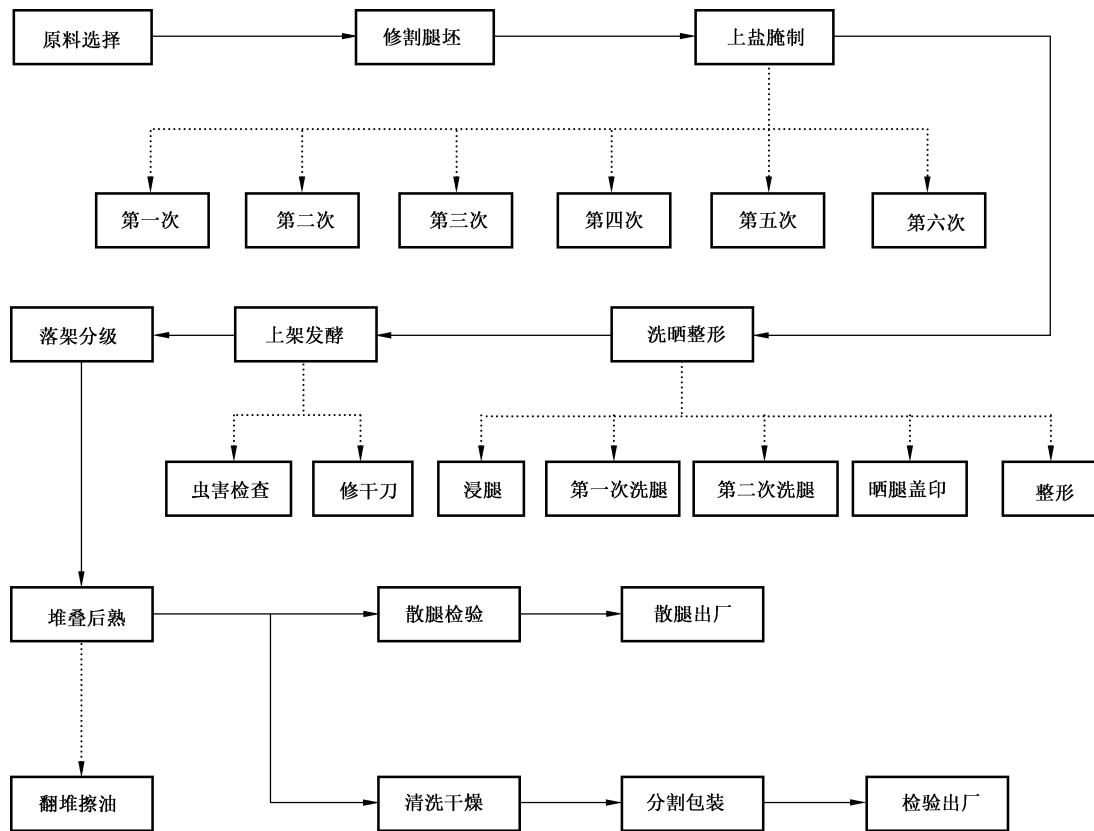 原料选择
修割腿坯
上盐腌制
第一次
第二次
第三次
第四次
第五次
第六次
落架分级
上架发酵
洗晒整形
虫害检查
修干刀
浸腿
第一次洗腿
第二次洗腿
晒腿盖印
整形
堆叠后熟
散腿检验
散腿出厂
翻堆擦油
清洗干燥
分割包装
检验出厂